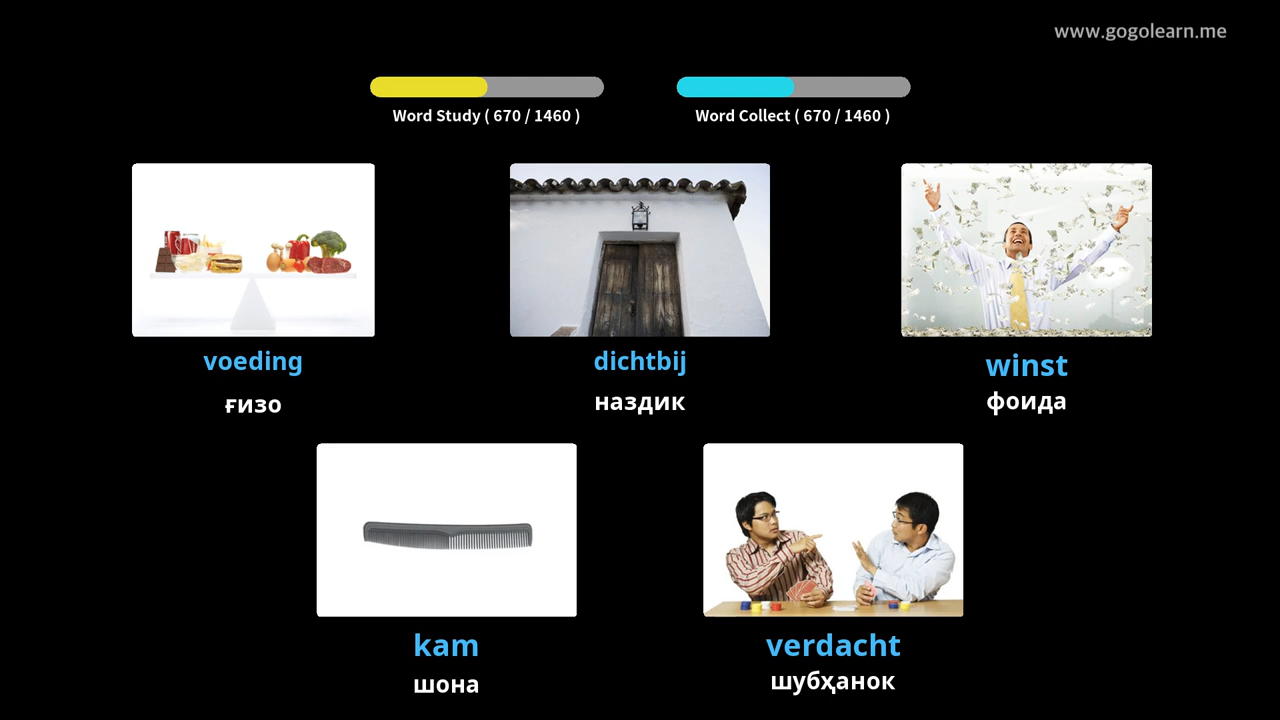 www.gogolearn.me
Word Study ( 670 / 1460 )
Word Collect ( 670 / 1460 )
voeding
dichtbij
winst
ғизо
наздик
фоида
kam
verdacht
шона
шубҳанок